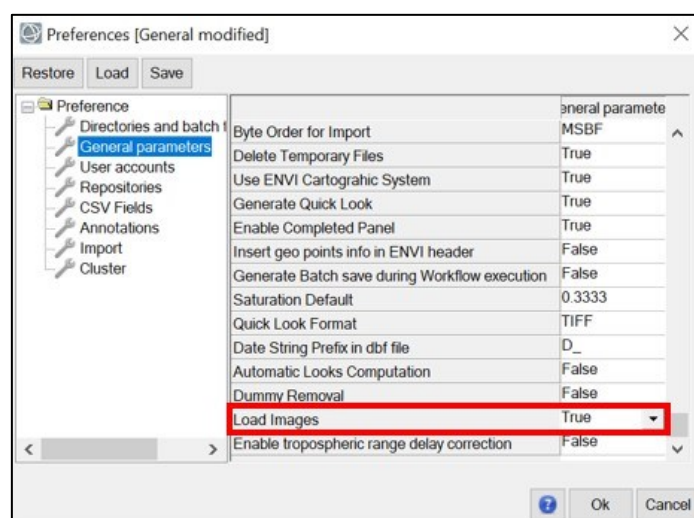 Preferences [General modified]
Restore Load Save
Preference
Directories and batch f
General parameters
User accounts
Repositories
CSV Fields
Annotations
Import
Cluster
eneral paramete
Byte Order for Import MSBF
Delete Temporary Files True
Use ENVI Cartograhic System True
Generate Quick Look True
Enable Completed Panel True
Insert geo points info in ENVI header False
Generate Batch save during Workflow execution False
Saturation Default 0.3333
Quick Look Format TIFF
Date String Prefix in dbf file D_
Automatic Looks Computation False
Dummy Removal False
Load Images True
Enable tropospheric range delay correction False
Ok Cancel